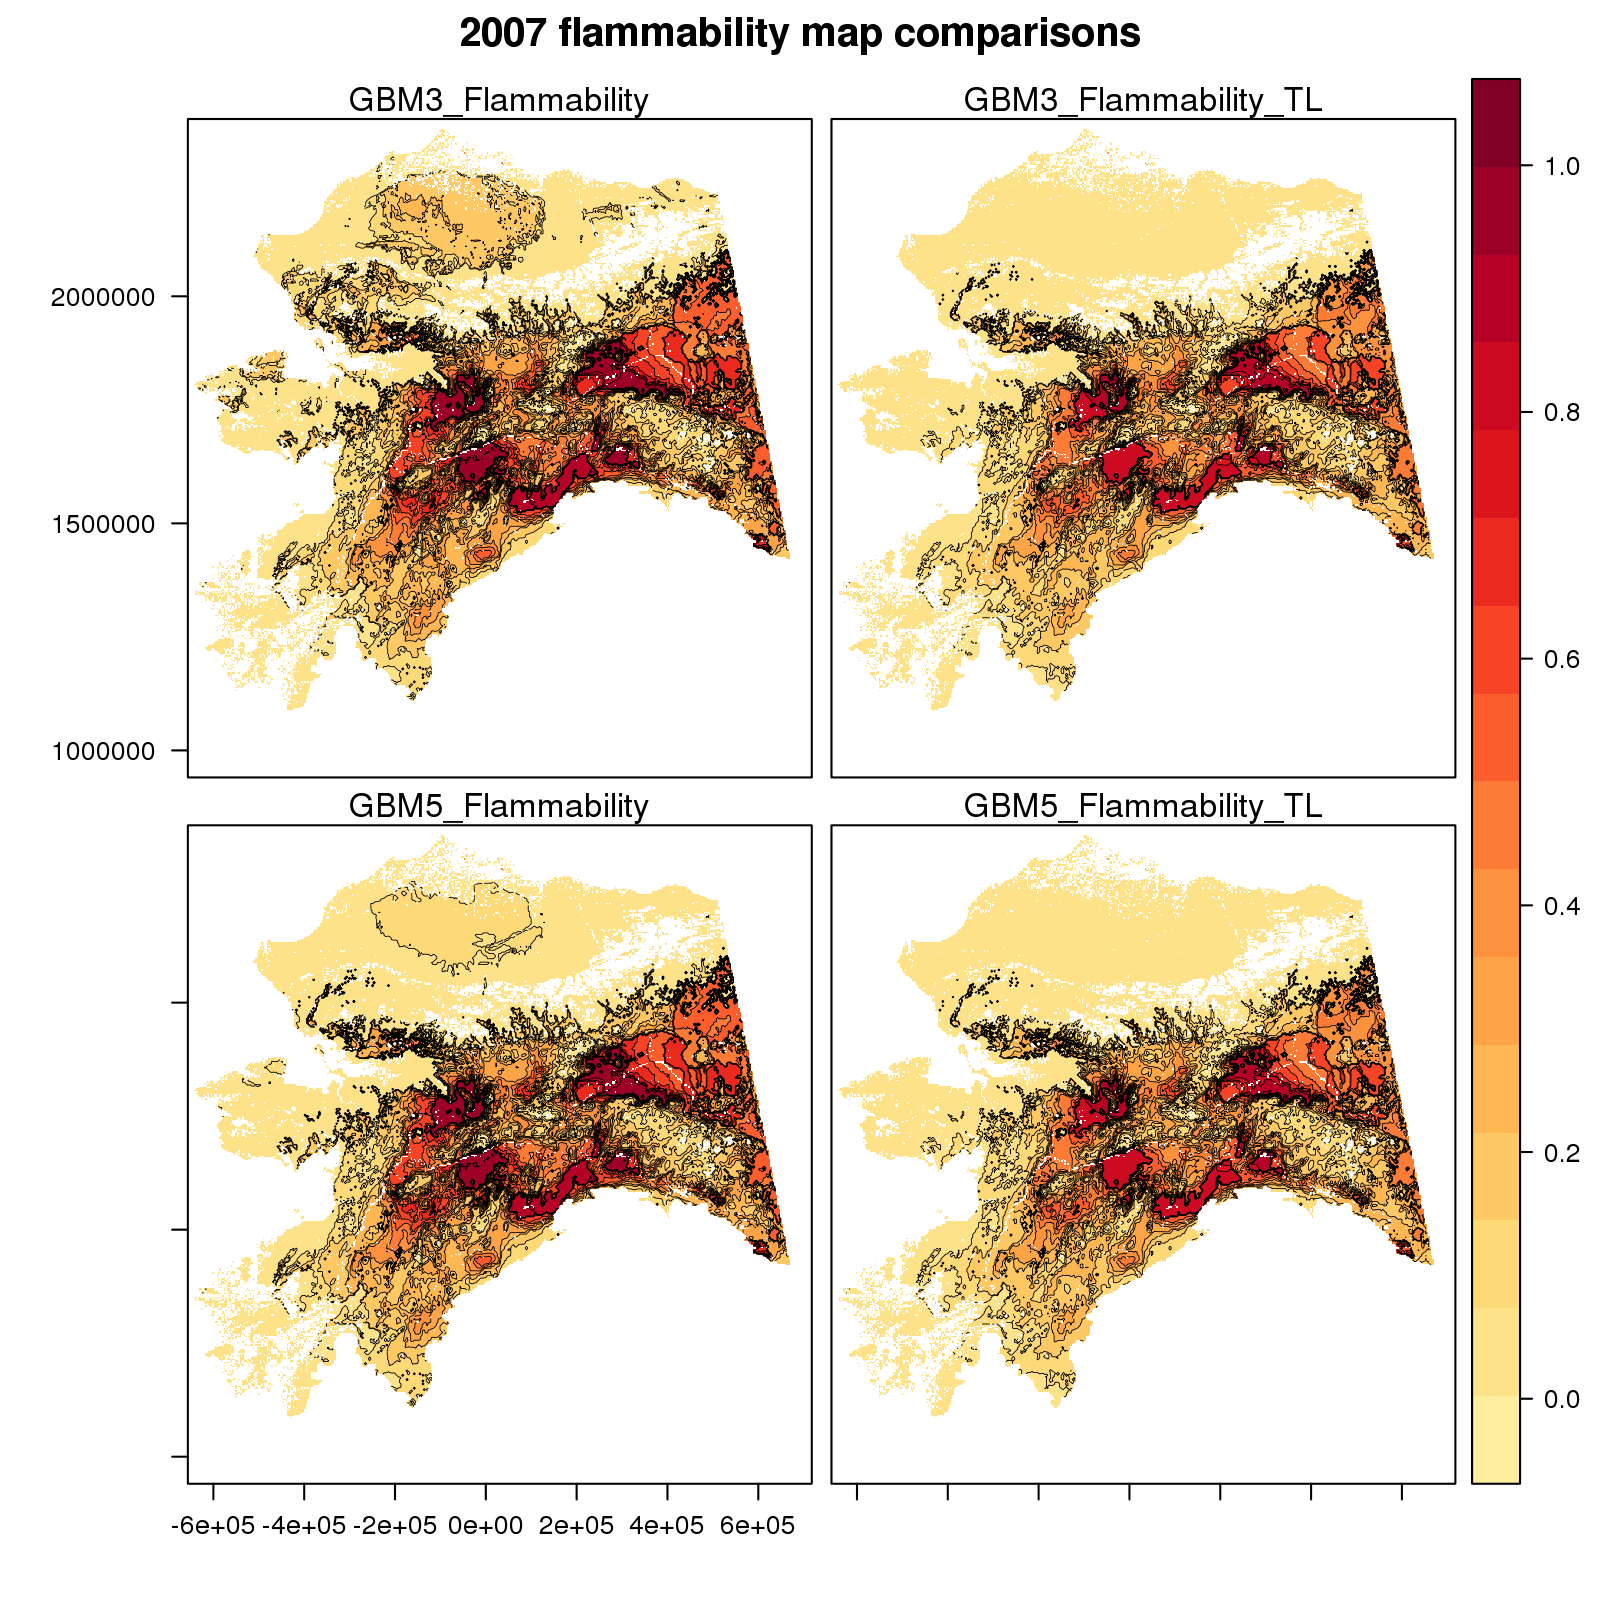 2007 flammability map comparisons
GBM3_Flammability
GBM3_Flammability_TL
2000000
1500000
1000000
GBM5_Flammability
GBM5_Flammability_TL
-6e+05 -4e+05 -2e+05 0e+00 2e+05 4e+05 6e+05
1.0
0.8
0.6
0.4
0.2
0.0